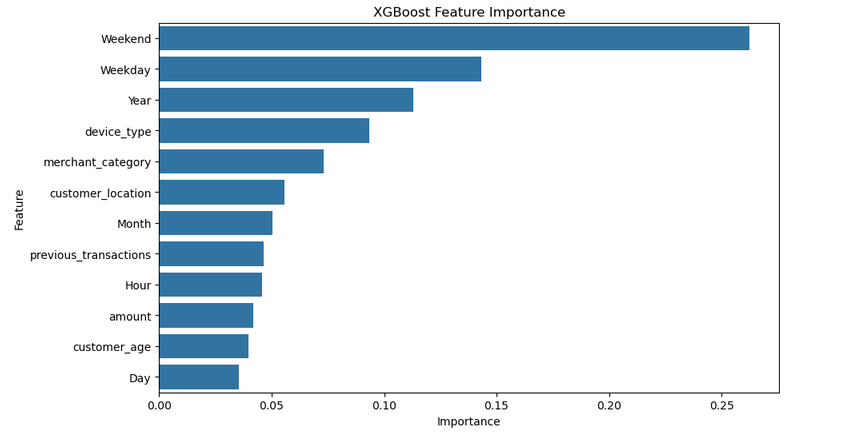 XGBoost Feature Importance
Feature
Weekend
Weekday
Year
device_type
merchant_category
customer_location
Month
previous_transactions
Hour
amount
customer_age
Day
0.00 0.05 0.10 0.15 0.20 0.25
Importance